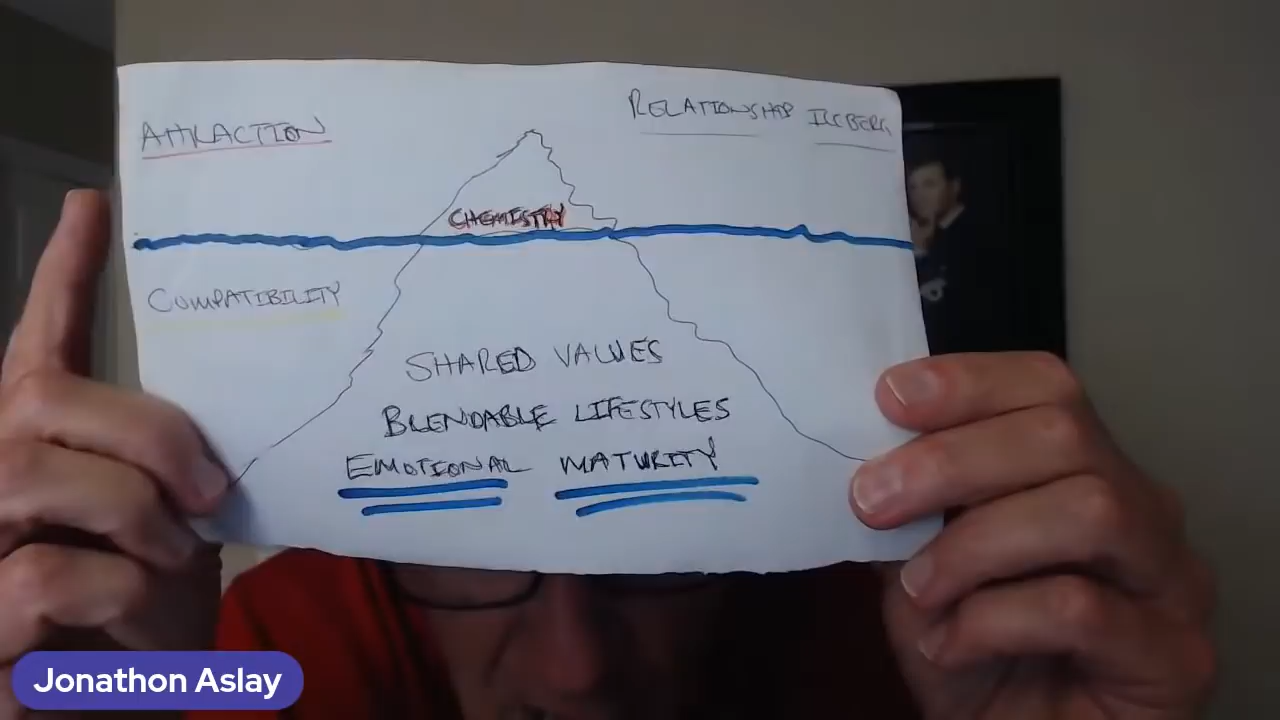 ATTRACTION
RELATIONSHIP ICEBERG
CHEMISTRY
COMPATIBILITY
SHARED VALUES
BLENDABLE LIFESTYLES
EMOTIONAL MATURITY
Jonathon Aslay